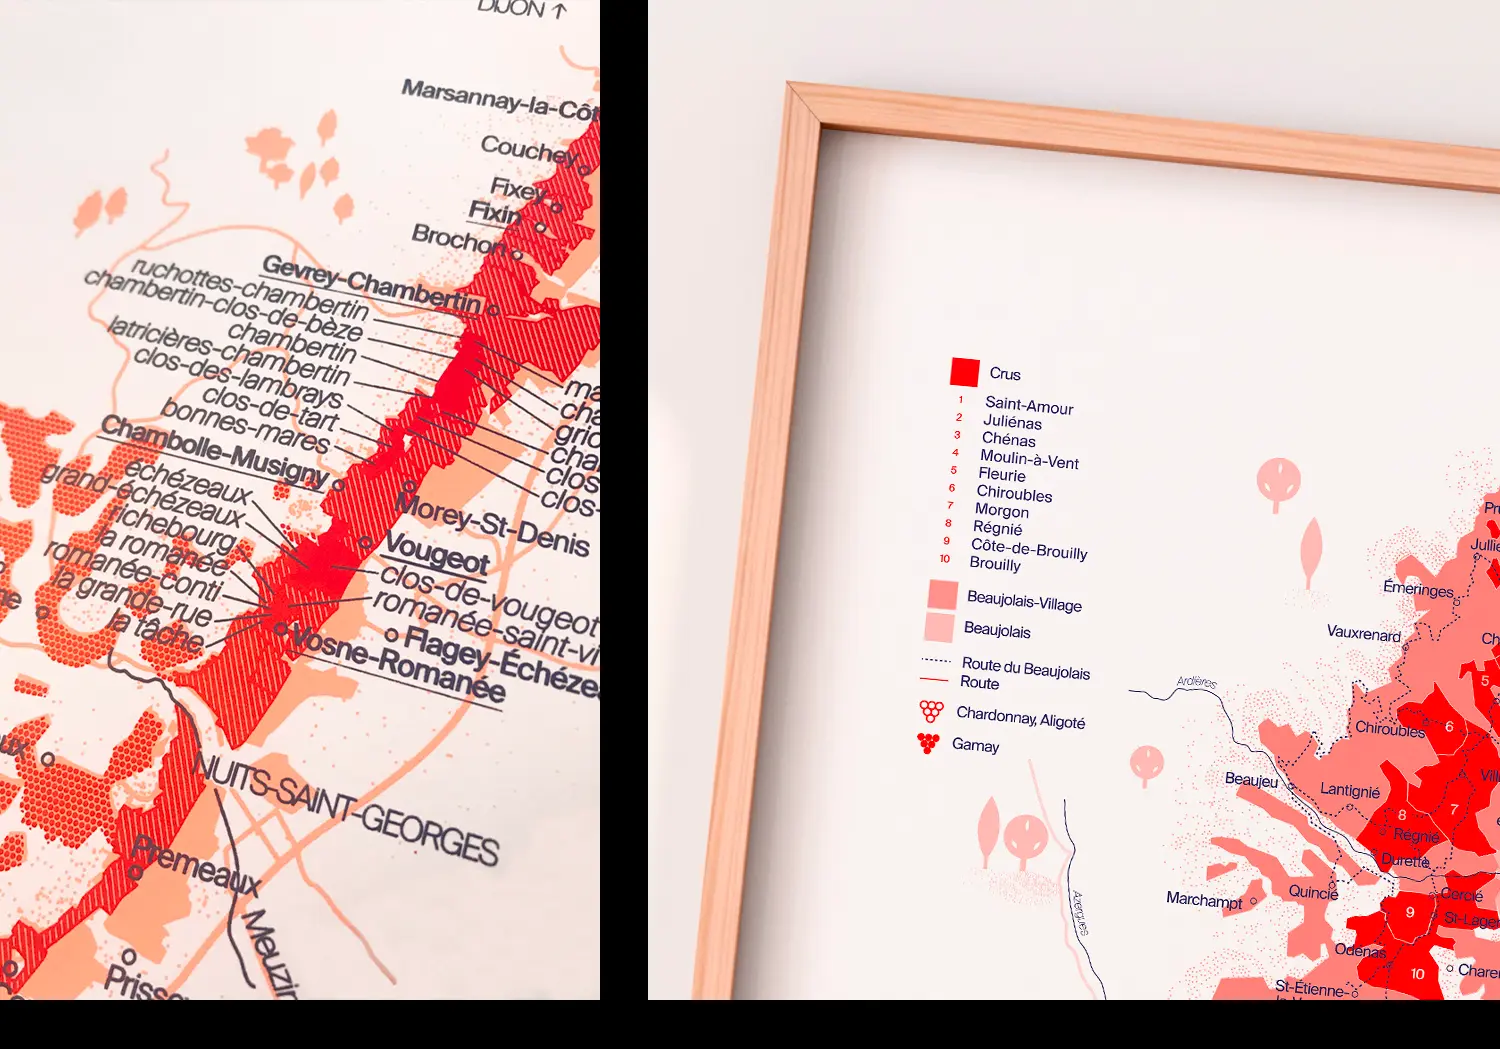 DIJON ↑
Marsannay-la-Côt
Couchey
Fixey
Fixin
Brochon
Gevrey-Chambertin
ruchottes-chambertin
chambertin-clos-de-bèze
chambertin
latricières-chambertin
clos-des-lambrays
clos-de-tart
bonnes-mares
ma
cha
grio
cha
clos
clos-
Chambolle-Musigny
échézeaux
grand-échézeaux
richebourg
la romanée
romanée-conti
la grande-rue
la tâche
Morey-St-Denis
Vougeot
clos-de-vougeot
romanée-saint-vi
Flagey-Échéze
Vosne-Romanée
NUITS-SAINT-GEORGES
Premeaux
Meuzin
Prisse
Crus
1 Saint-Amour
2 Juliénas
3 Chénas
4 Moulin-à-Vent
5 Fleurie
6 Chiroubles
7 Morgon
8 Régnié
9 Côte-de-Brouilly
10 Brouilly
Beaujolais-Village
Beaujolais
Route du Beaujolais
Route
Chardonnay, Aligoté
Gamay
Pr
Jullié
Émeringes
Vauxrenard
Ch
5
Ardières
Chiroubles
6
Vill
Beaujeu
Lantignié
7
8
Régnié
Durette
Quincié
Cercié
Marchampt
9
St-Lager
Azergues
Odenas
10
Charen
St-Étienne-